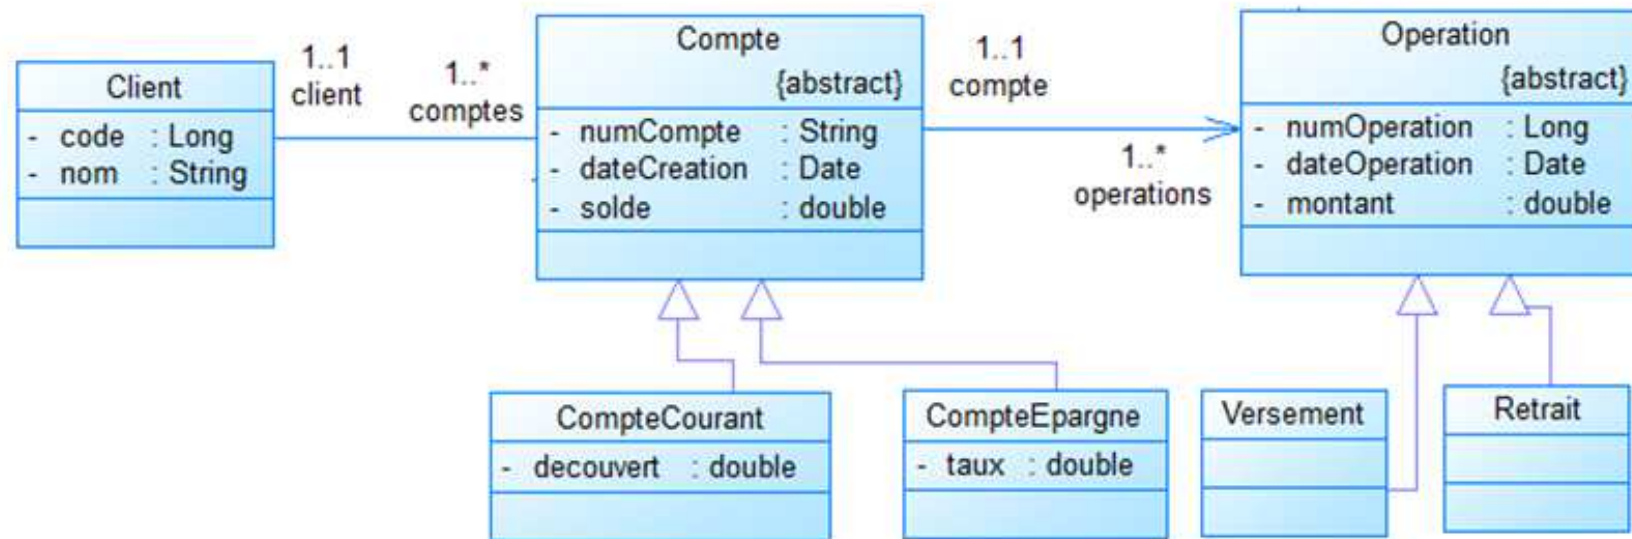 Client
- code : Long
- nom : String
1..1
client
1..*
comptes
Compte
{abstract}
- numCompte : String
- dateCreation : Date
- solde : double
1..1
compte
1..*
operations
Operation
{abstract}
- numOperation : Long
- dateOperation : Date
- montant : double
CompteCourant
- decouvert : double
CompteEpargne
- taux : double
Versement
Retrait